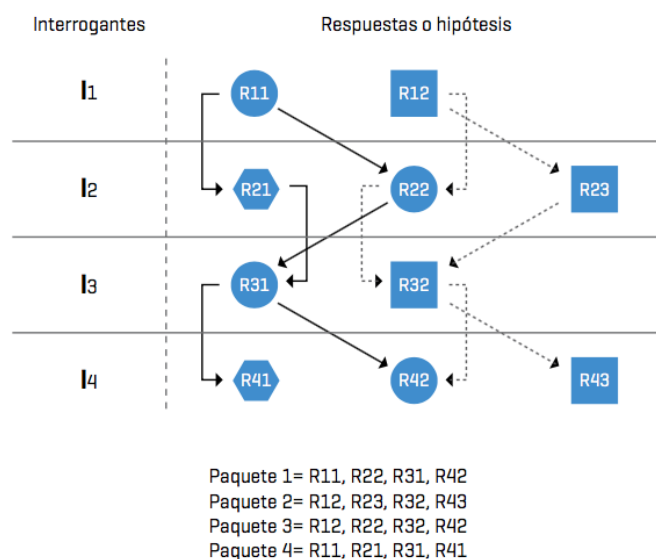 Interrogantes Respuestas o hipótesis
I1 R11 R12
I2 R21 R22 R23
I3 R31 R32
I4 R41 R42 R43
Paquete 1= R11, R22, R31, R42
Paquete 2= R12, R23, R32, R43
Paquete 3= R12, R22, R32, R42
Paquete 4= R11, R21, R31, R41